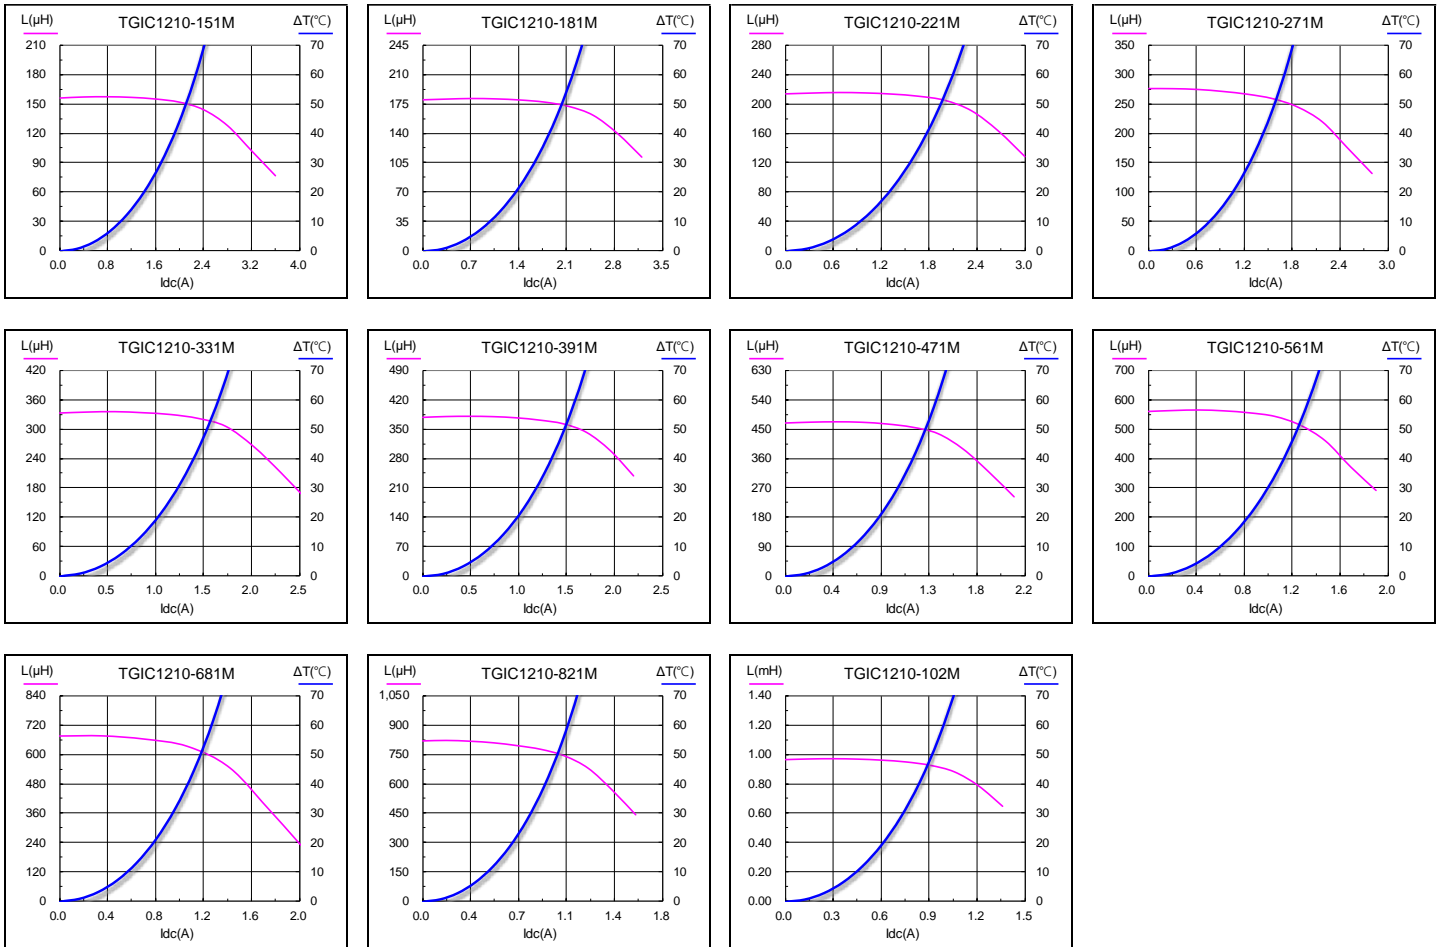 L(μH) TGIC1210-151M ΔT(℃)
210 70
180 60
150 50
120 40
90 30
60 20
30 10
0 0
0.0 0.8 1.6 2.4 3.2 4.0
Idc(A)
L(μH) TGIC1210-181M ΔT(℃)
245 70
210 60
175 50
140 40
105 30
70 20
35 10
0 0
0.0 0.7 1.4 2.1 2.8 3.5
Idc(A)
L(μH) TGIC1210-221M ΔT(℃)
280 70
240 60
200 50
160 40
120 30
80 20
40 10
0 0
0.0 0.6 1.2 1.8 2.4 3.0
Idc(A)
L(μH) TGIC1210-271M ΔT(℃)
350 70
300 60
250 50
200 40
150 30
100 20
50 10
0 0
0.0 0.6 1.2 1.8 2.4 3.0
Idc(A)
L(μH) TGIC1210-331M ΔT(℃)
420 70
360 60
300 50
240 40
180 30
120 20
60 10
0 0
0.0 0.5 1.0 1.5 2.0 2.5
Idc(A)
L(μH) TGIC1210-391M ΔT(℃)
490 70
420 60
350 50
280 40
210 30
140 20
70 10
0 0
0.0 0.5 1.0 1.5 2.0 2.5
Idc(A)
L(μH) TGIC1210-471M ΔT(℃)
630 70
540 60
450 50
360 40
270 30
180 20
90 10
0 0
0.0 0.4 0.9 1.3 1.8 2.2
Idc(A)
L(μH) TGIC1210-561M ΔT(℃)
700 70
600 60
500 50
400 40
300 30
200 20
100 10
0 0
0.0 0.4 0.8 1.2 1.6 2.0
Idc(A)
L(μH) TGIC1210-681M ΔT(℃)
840 70
720 60
600 50
480 40
360 30
240 20
120 10
0 0
0.0 0.4 0.8 1.2 1.6 2.0
Idc(A)
L(μH) TGIC1210-821M ΔT(℃)
1,050 70
900 60
750 50
600 40
450 30
300 20
150 10
0 0
0.0 0.4 0.7 1.1 1.4 1.8
Idc(A)
L(mH) TGIC1210-102M ΔT(℃)
1.40 70
1.20 60
1.00 50
0.80 40
0.60 30
0.40 20
0.20 10
0.00 0
0.0 0.3 0.6 0.9 1.2 1.5
Idc(A)